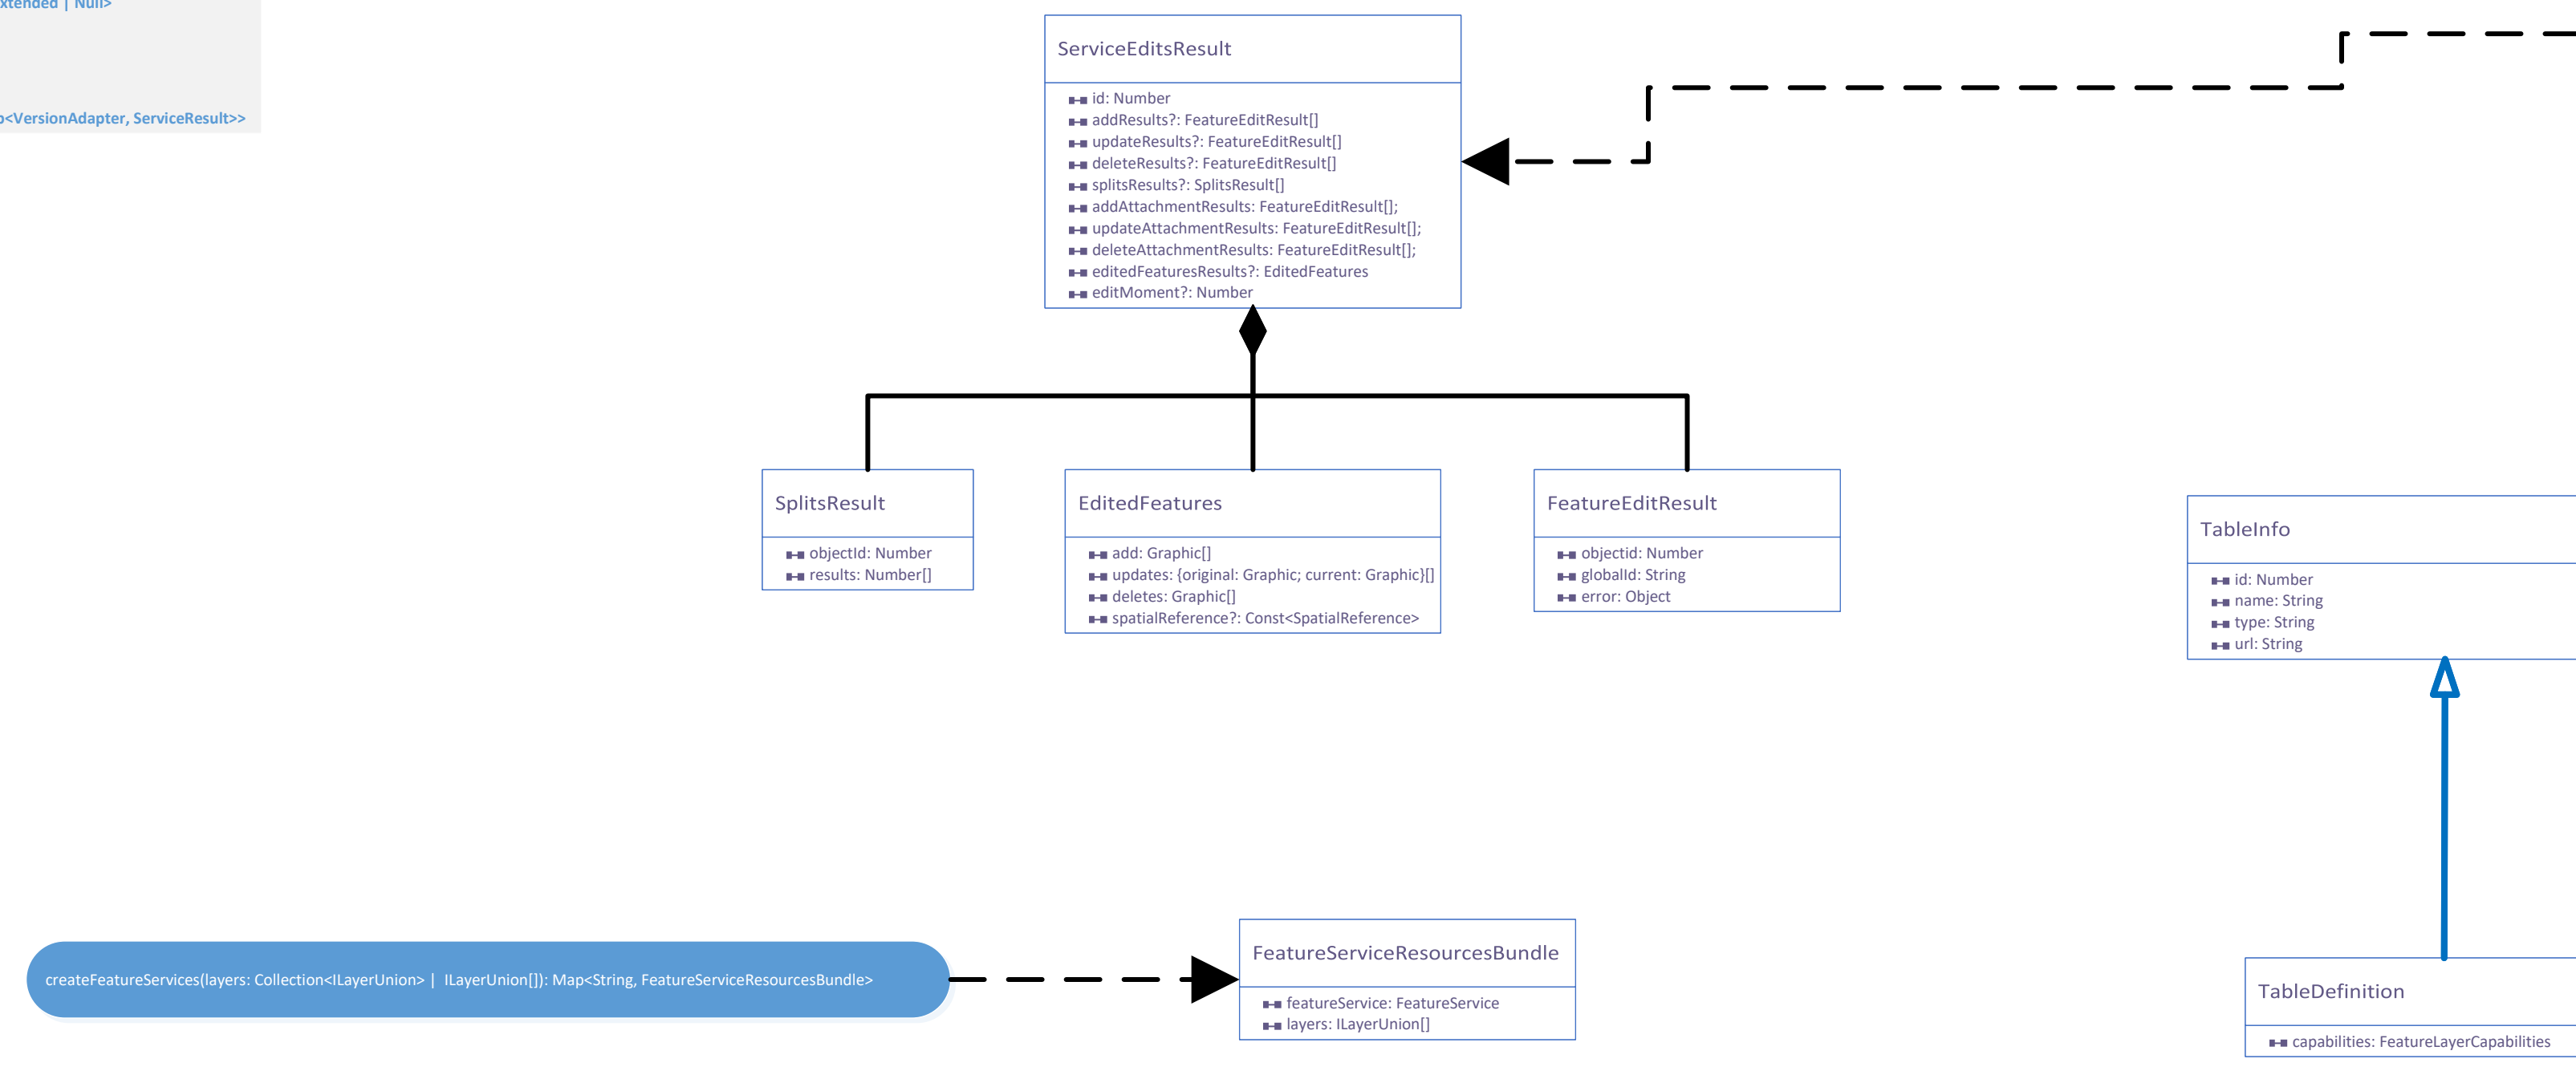 | Null>
<VersionAdapter, ServiceResult>>
ServiceEditsResult
id: Number
addResults?: FeatureEditResult[]
updateResults?: FeatureEditResult[]
deleteResults?: FeatureEditResult[]
splitsResults?: SplitsResult[]
addAttachmentResults: FeatureEditResult[];
updateAttachmentResults: FeatureEditResult[];
deleteAttachmentResults: FeatureEditResult[];
editedFeaturesResults?: EditedFeatures
editMoment?: Number
SplitsResult
objectId: Number
results: Number[]
EditedFeatures
add: Graphic[]
updates: {original: Graphic; current: Graphic}[]
deletes: Graphic[]
spatialReference?: Const<SpatialReference>
FeatureEditResult
objectid: Number
globalId: String
error: Object
TableInfo
id: Number
name: String
type: String
url: String
createFeatureServices(layers: Collection<ILayerUnion> | ILayerUnion[]): Map<String, FeatureServiceResourcesBundle>
FeatureServiceResourcesBundle
featureService: FeatureService
layers: ILayerUnion[]
TableDefinition
capabilities: FeatureLayerCapabilities